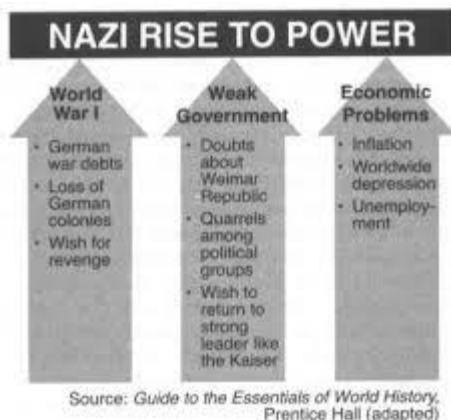 NAZI RISE TO POWER
World
War I
• German
war debts
• Loss of
German
colonies
• Wish for
revenge
Weak
Government
• Doubts
about
Weimar
Republic
• Quarrels
among
political
groups
• Wish to
return to
strong
leader like
the Kaiser
Economic
Problems
• Inflation
• Worldwide
depression
• Unemploy-
ment
Source: Guide to the Essentials of World History,
Prentice Hall (adapted)